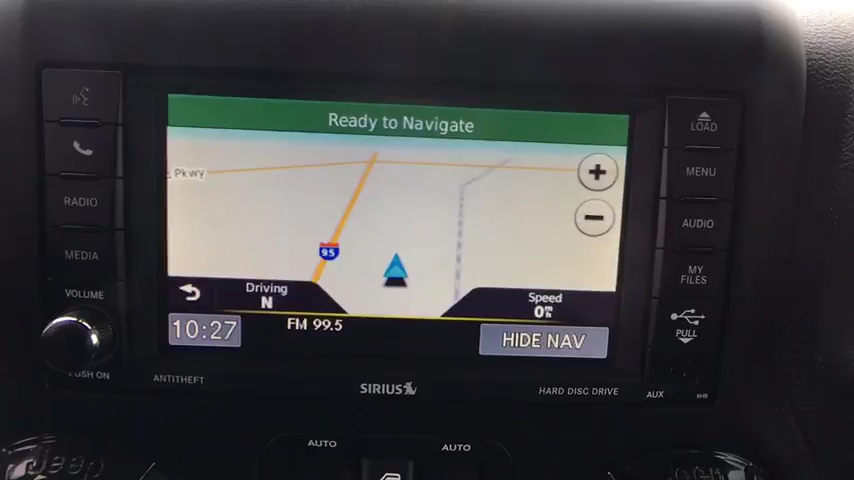 Ready to Navigate
LOAD
Pkwy
MENU
RADIO
AUDIO
MEDIA
95
MY FILES
VOLUME
Driving
N
Speed
0
10:27
FM 99.5
HIDE NAV
PULL
PUSH ON
ANTITHEFT
SIRIUS
HARD DISC DRIVE
AUX
AUTO
AUTO
Jeep